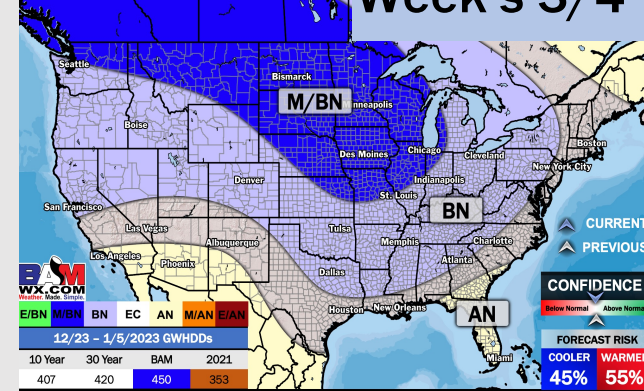 Week's 3/4
Seattle
Bismarck
M/BN
nneapolis
Boise
Boston
Des Moines
Chicago
Cleveland
New York City
Denver
Indianapolis
St. Louis
San Francisco
BN
Las Vegas
Tulsa
CURRENT
Albuquerque
Memphis
Charlotte
Los Angeles
Phoenix
Atlanta
PREVIOUS
Dallas
BAM
WX.COM
Weather. Made. Simple.
CONFIDENCE
Houston
New Orleans
AN
Below Normal
Above Norma
E/BN M/BN BN EC AN M/AN E/AN
12/23 – 1/5/2023 GWHDDs
FORECAST RISK
Miami
10 Year 30 Year BAM 2021
COOLER WARMER
407 420 450 353
45% 55%